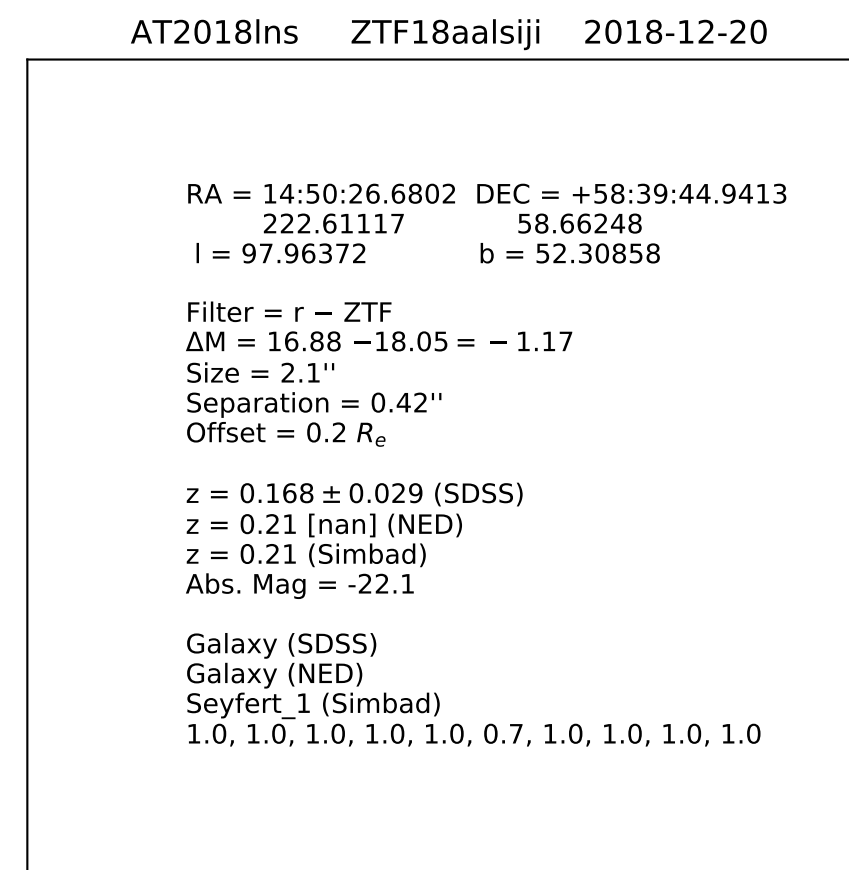 AT2018lns ZTF18aalsiji 2018-12-20
RA = 14:50:26.6802 DEC = +58:39:44.9413
222.61117 58.66248
l = 97.96372 b = 52.30858
Filter = r − ZTF
ΔM = 16.88 −18.05 = − 1.17
Size = 2.1''
Separation = 0.42''
Offset = 0.2 Re
z = 0.168 ± 0.029 (SDSS)
z = 0.21 [nan] (NED)
z = 0.21 (Simbad)
Abs. Mag = -22.1
Galaxy (SDSS)
Galaxy (NED)
Seyfert_1 (Simbad)
1.0, 1.0, 1.0, 1.0, 1.0, 0.7, 1.0, 1.0, 1.0, 1.0